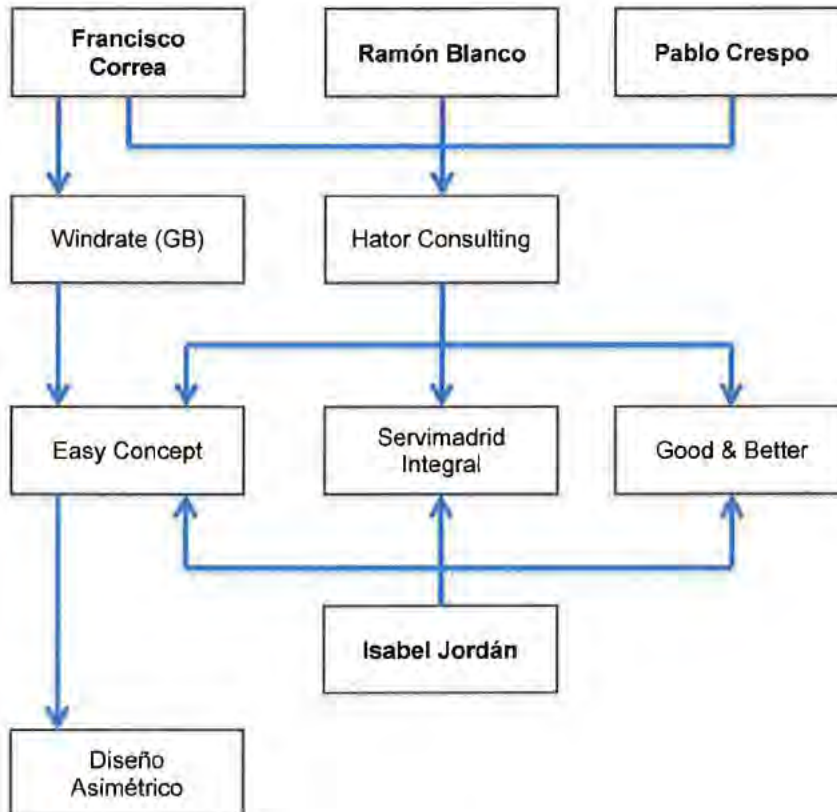 Francisco
Correa
Ramón Blanco
Pablo Crespo
Windrate (GB)
Hator Consulting
Easy Concept
Servimadrid
Integral
Good & Better
Isabel Jordán
Diseño
Asimétrico